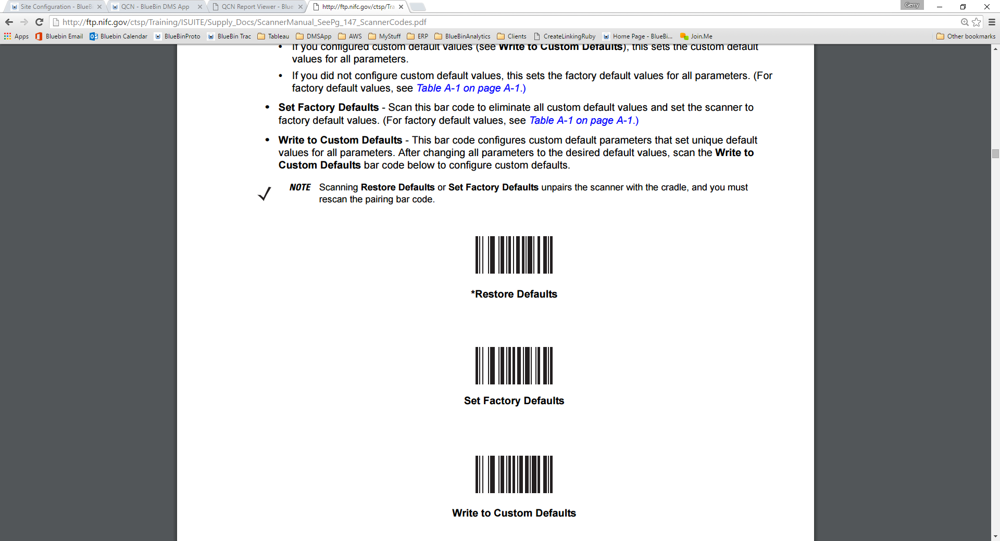 Site Configuration - BlueBi
QCN - BlueBin DMS App
QCN Report Viewer - Blue
http://ftp.nifc.gov/ctsp/Tra
Gerry
http://ftp.nifc.gov/ctsp/Training/ISUITE/Supply_Docs/ScannerManual_SeePg_147_ScannerCodes.pdf
Apps Bluebin Email Bluebin Calendar BlueBinProto BlueBin Trac Tableau DMSApp AWS MyStuff ERP BlueBinAnalytics Clients CreateLinkingRuby Home Page - BlueBi... Join.Me Other bookmarks
• If you configured custom default values (see Write to Custom Defaults), this sets the custom default
values for all parameters.
• If you did not configure custom default values, this sets the factory default values for all parameters. (For
factory default values, see Table A-1 on page A-1.)
• Set Factory Defaults - Scan this bar code to eliminate all custom default values and set the scanner to
factory default values. (For factory default values, see Table A-1 on page A-1.)
• Write to Custom Defaults - This bar code configures custom default parameters that set unique default
values for all parameters. After changing all parameters to the desired default values, scan the Write to
Custom Defaults bar code below to configure custom defaults.
NOTE Scanning Restore Defaults or Set Factory Defaults unpairs the scanner with the cradle, and you must
rescan the pairing bar code.
*Restore Defaults
Set Factory Defaults
Write to Custom Defaults